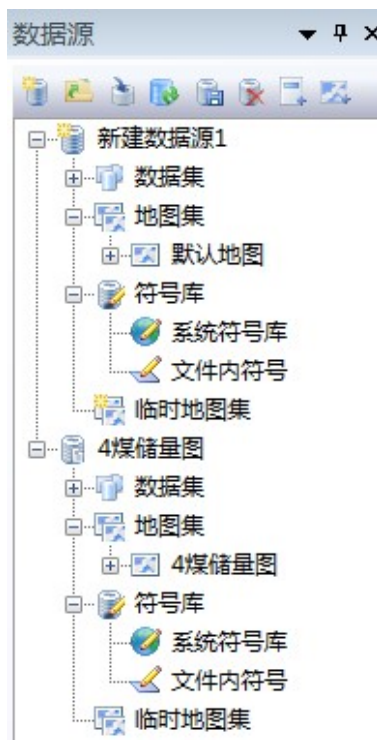 数据源
新建数据源1
数据集
地图集
默认地图
符号库
系统符号库
文件内符号
临时地图集
4煤储量图
数据集
地图集
4煤储量图
符号库
系统符号库
文件内符号
临时地图集